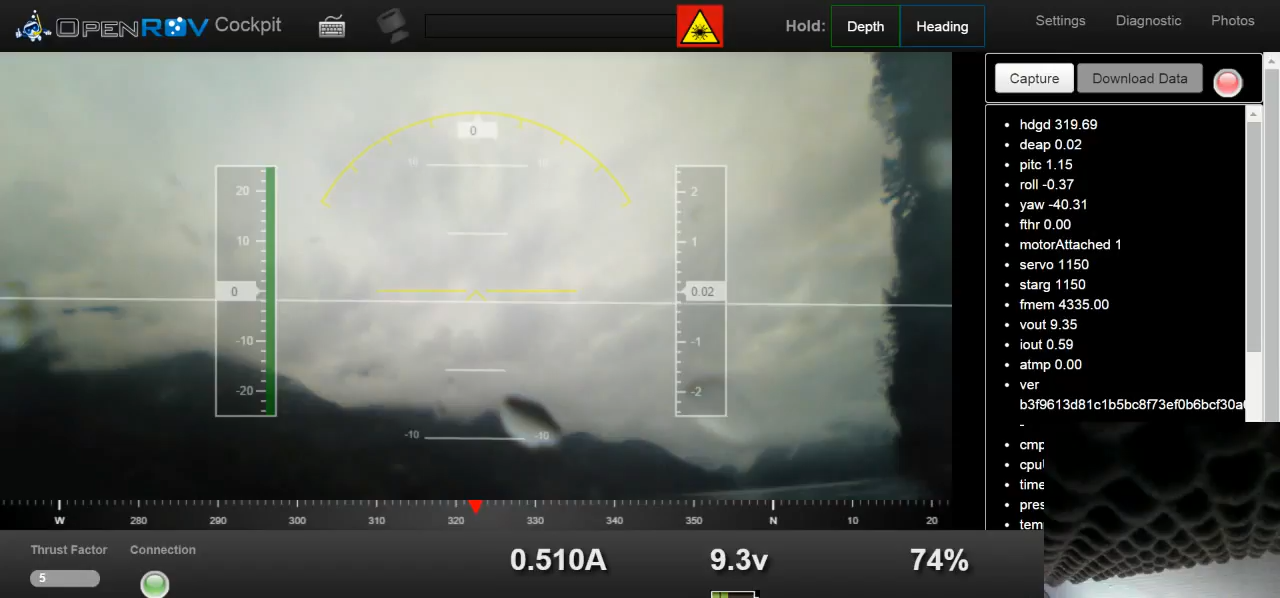 OPENROV Cockpit
Hold:
Depth
Heading
Settings
Diagnostic
Photos
Capture
Download Data
hdgd 319.69
deap 0.02
pitc 1.15
roll -0.37
yaw -40.31
fthr 0.00
motorAttached 1
servo 1150
starg 1150
fmem 4335.00
vout 9.35
iout 0.59
atmp 0.00
ver
-
time
0
10 10
20
10
0
-10
-20
2
1
0.02
-1
-2
-10 -10
W 280 290 300 310 320 330 340 350 N 10 20
Thrust Factor
5
Connection
0.510A
9.3v
74%